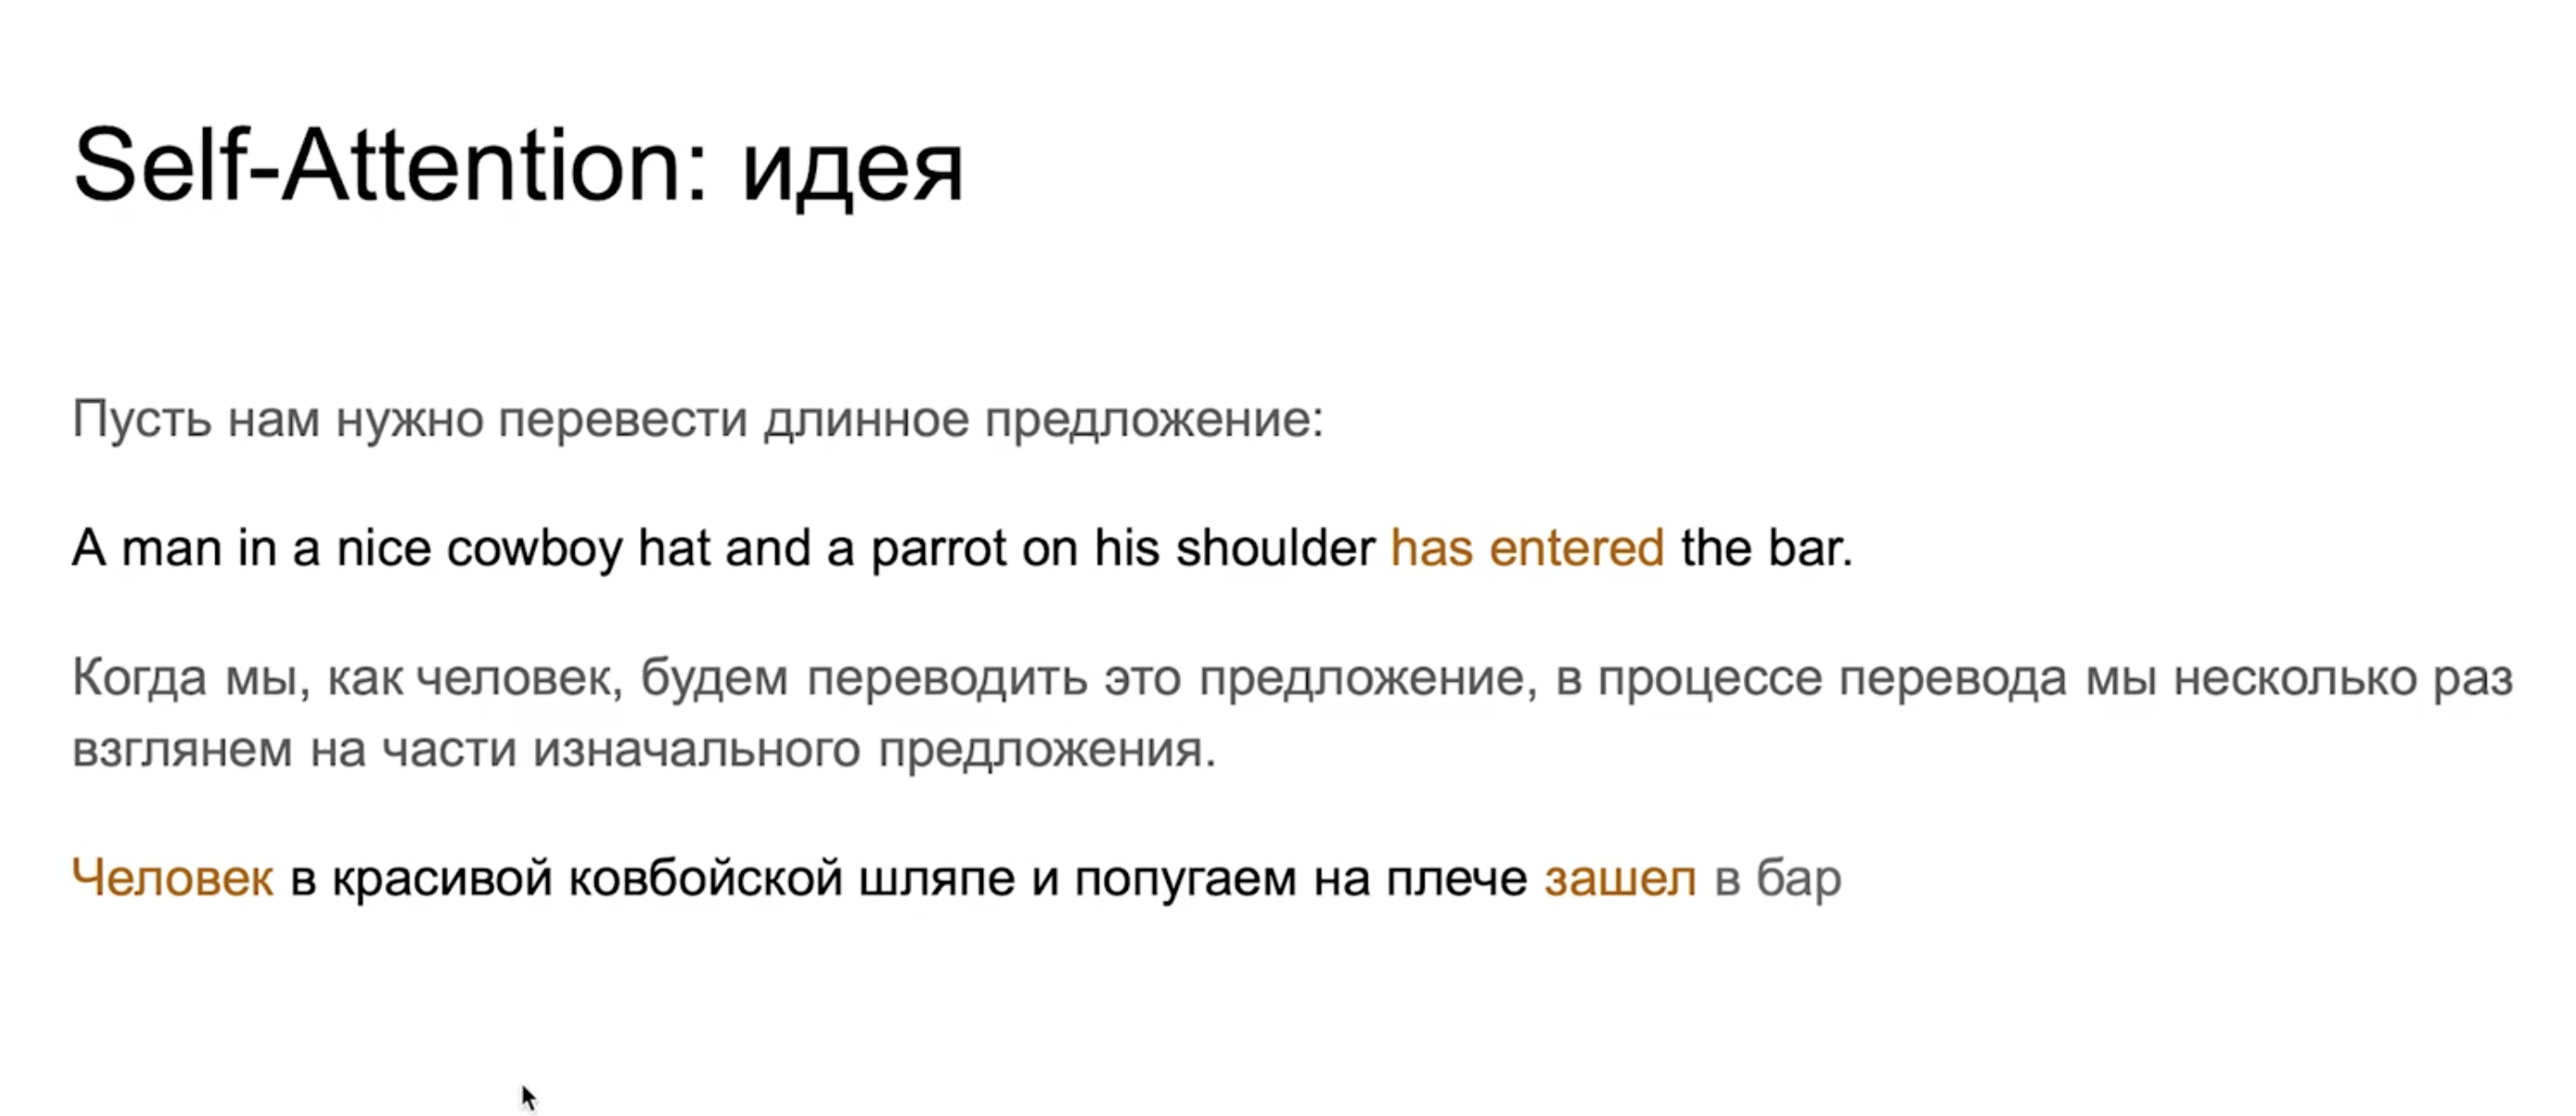 Self-Attention: идея
Пусть нам нужно перевести длинное предложение:
A man in a nice cowboy hat and a parrot on his shoulder has entered the bar.
Когда мы, как человек, будем переводить это предложение, в процессе перевода мы несколько раз
взглянем на части изначального предложения.
Человек в красивой ковбойской шляпе и попугаем на плече зашел в бар